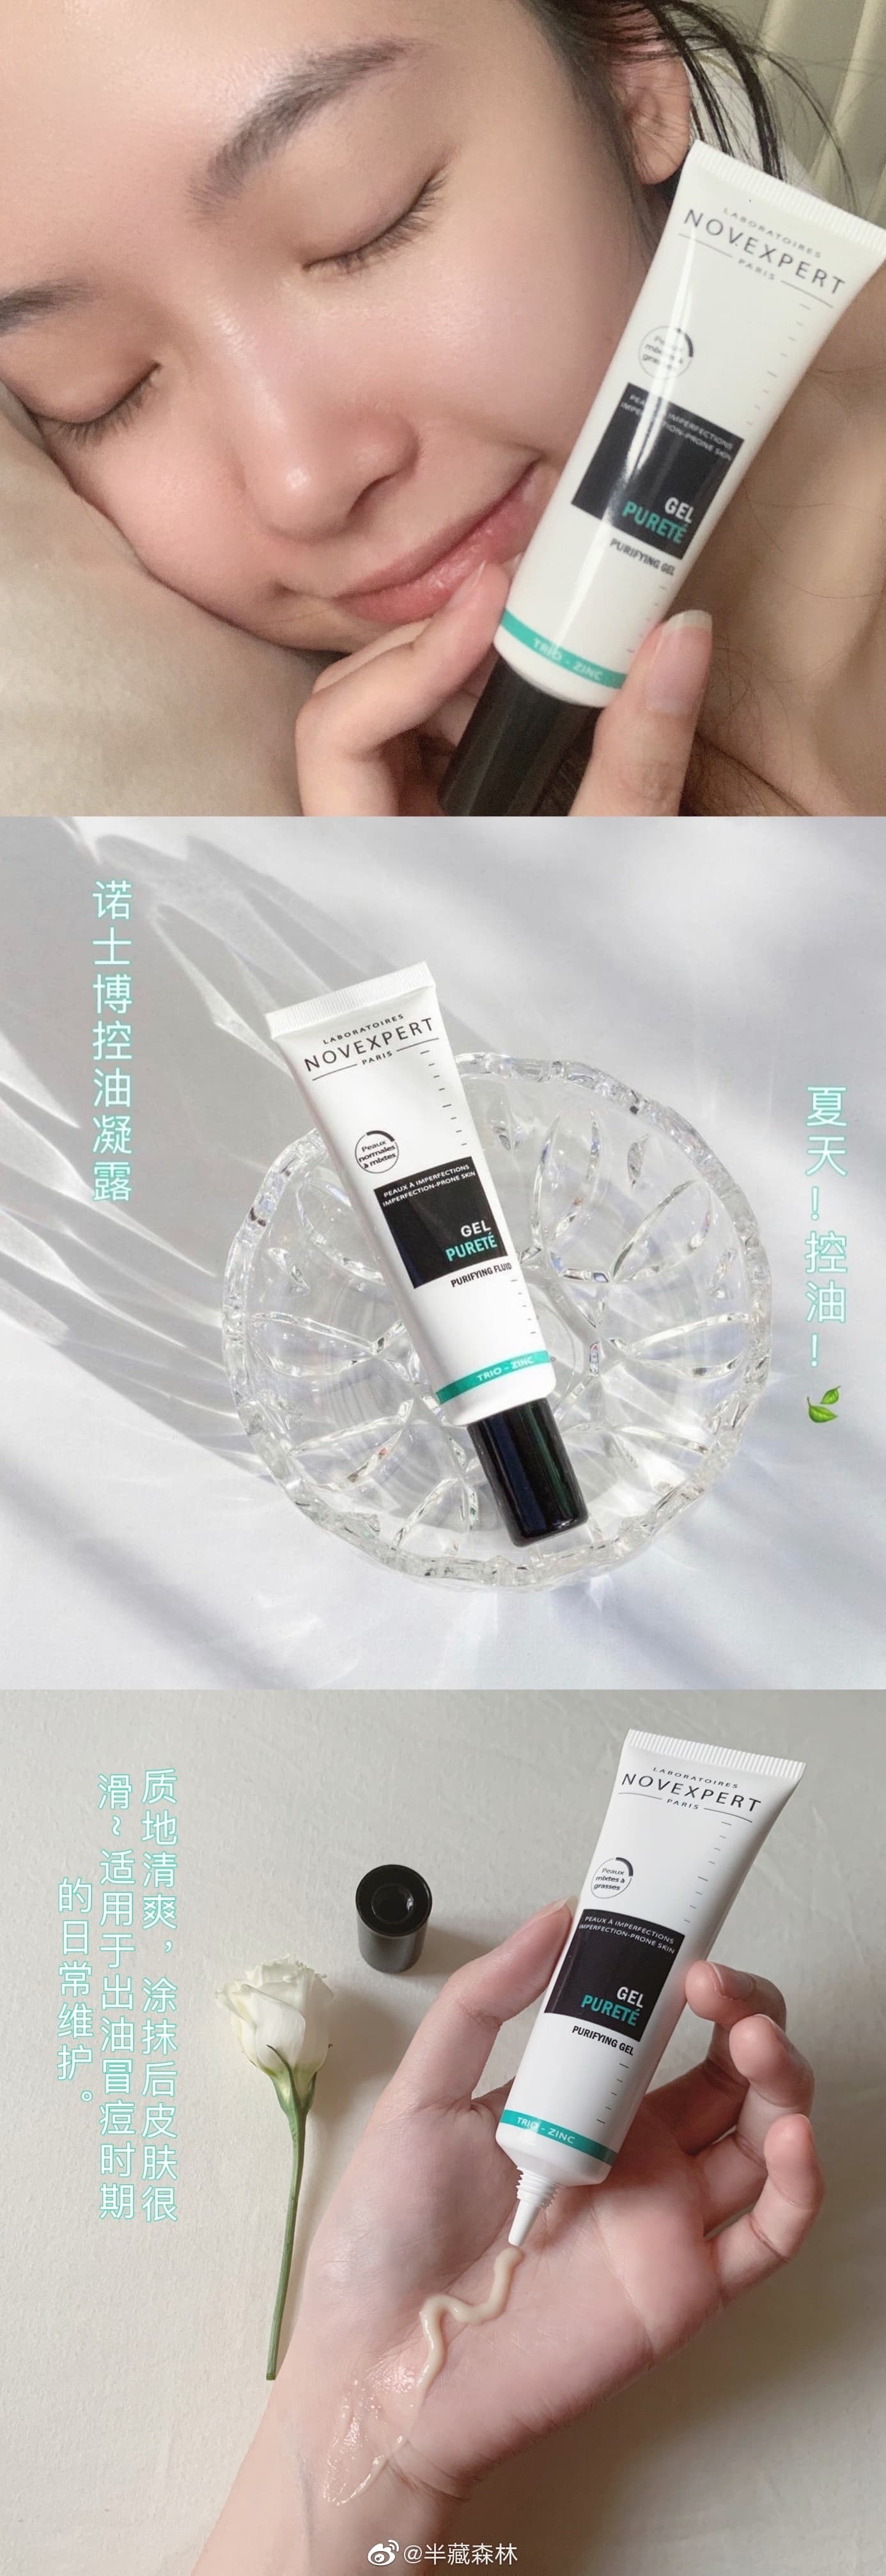 LABORATOIRES
NOVEXPERT
PARIS
Peaux
mixtes à
grasses
PEAUX À IMPERFECTIONS
IMPERFECTION-PRONE SKIN
GEL
PURETÉ
PURIFYING GEL
TRIO - ZINC
诺士博控油凝露
夏天！控油！
LABORATOIRES
NOVEXPERT
PARIS
Peaux
normales
à mixtes
PEAUX À IMPERFECTIONS
IMPERFECTION-PRONE SKIN
GEL
PURETÉ
PURIFYING FLUID
TRIO - ZINC
质地清爽，涂抹后皮肤很
滑~适用于出油冒痘时期
的日常维护。
LABORATOIRES
NOVEXPERT
PARIS
Peaux
mixtes à
grasses
PEAUX À IMPERFECTIONS
IMPERFECTION-PRONE SKIN
GEL
PURETÉ
PURIFYING GEL
TRIO - ZINC
@半藏森林